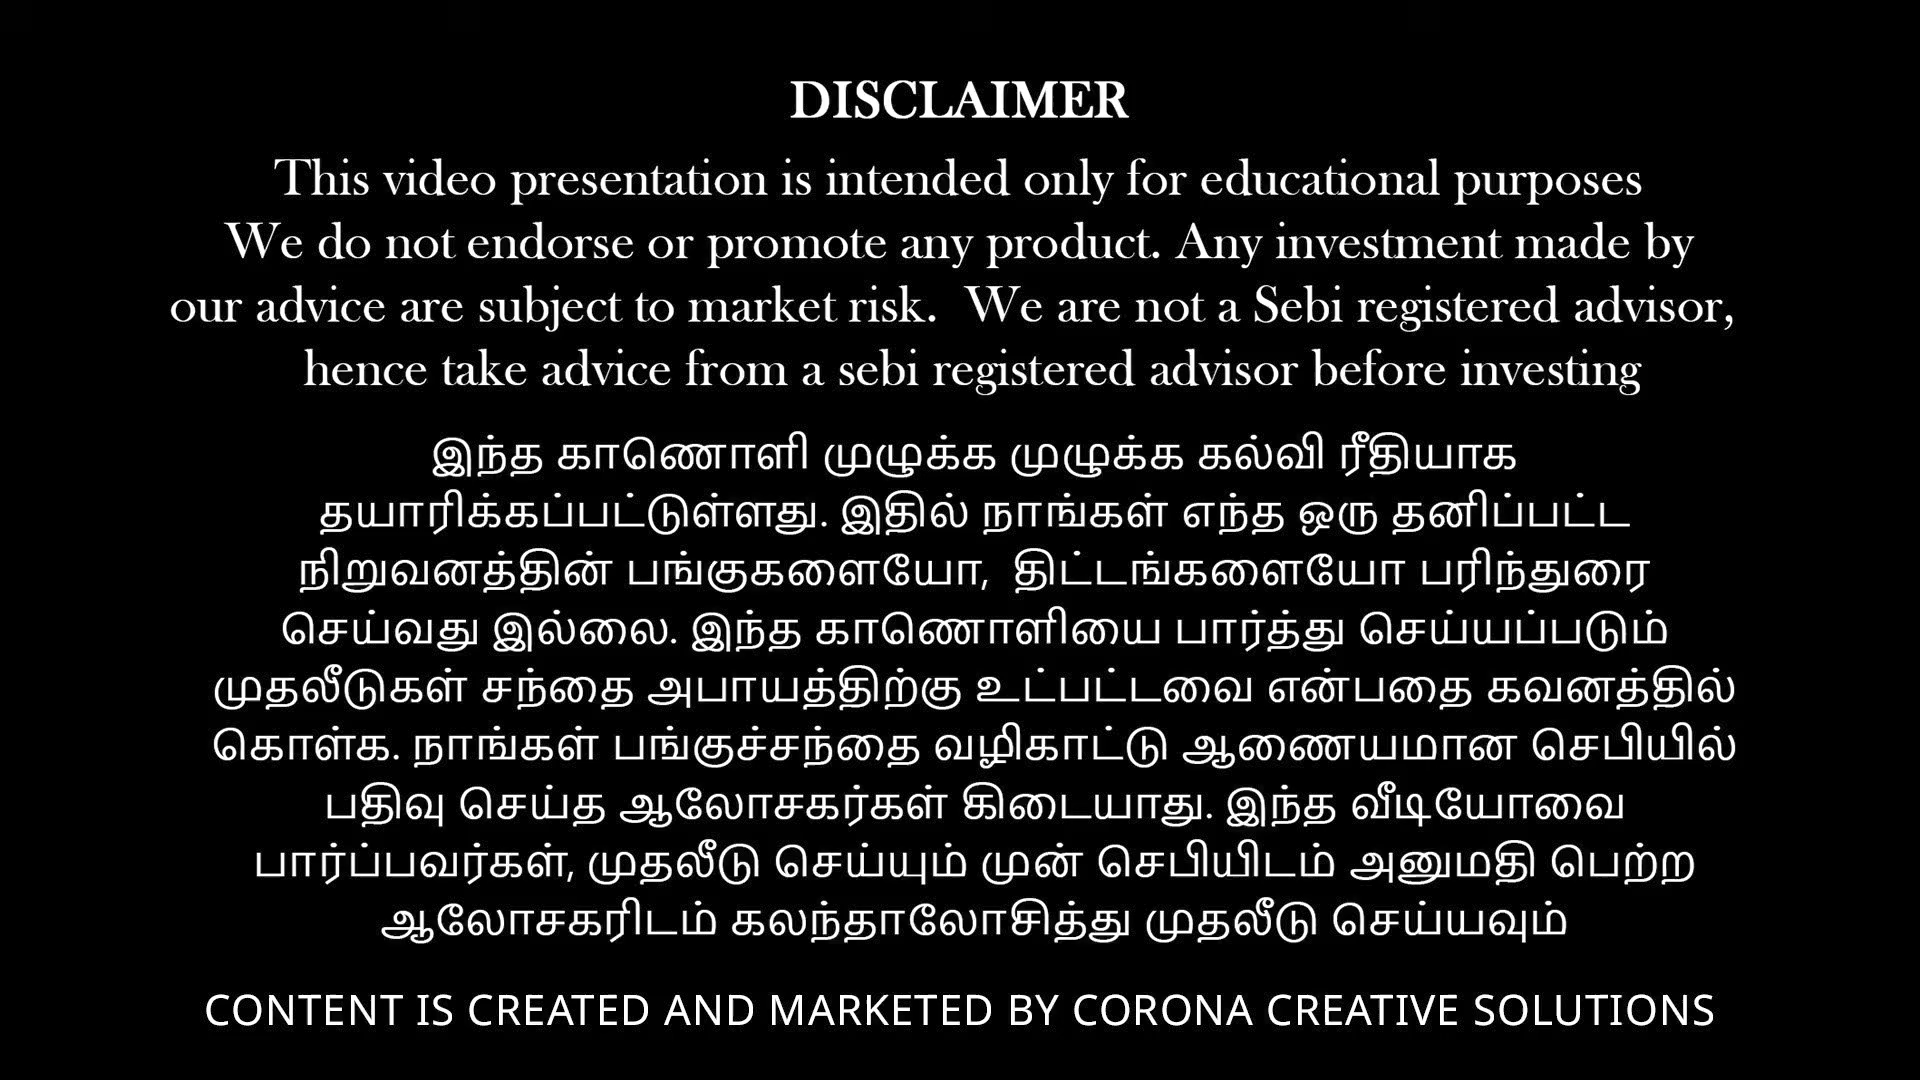 DISCLAIMER
This video presentation is intended only for educational purposes
We do not endorse or promote any product. Any investment made by
our advice are subject to market risk.  We are not a Sebi registered advisor,
hence take advice from a sebi registered advisor before investing
இந்த காணொளி முழுக்க முழுக்க கல்வி ரீதியாக
தயாரிக்கப்பட்டுள்ளது. இதில் நாங்கள் எந்த ஒரு தனிப்பட்ட
நிறுவனத்தின் பங்குகளையோ,  திட்டங்களையோ பரிந்துரை
செய்வது இல்லை. இந்த காணொளியை பார்த்து செய்யப்படும்
முதலீடுகள் சந்தை அபாயத்திற்கு உட்பட்டவை என்பதை கவனத்தில்
கொள்க. நாங்கள் பங்குச்சந்தை வழிகாட்டு ஆணையமான செபியில்
பதிவு செய்த ஆலோசகர்கள் கிடையாது. இந்த வீடியோவை
பார்ப்பவர்கள், முதலீடு செய்யும் முன் செபியிடம் அனுமதி பெற்ற
ஆலோசகரிடம் கலந்தாலோசித்து முதலீடு செய்யவும்
CONTENT IS CREATED AND MARKETED BY CORONA CREATIVE SOLUTIONS